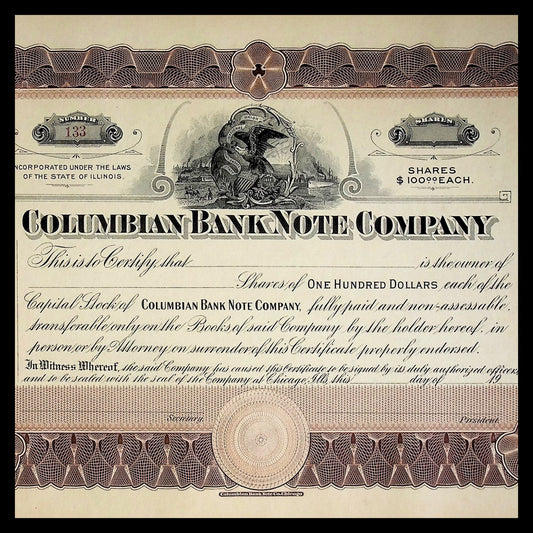 NUMBER
133
SHARES
INCORPORATED UNDER THE LAWS
OF THE STATE OF ILLINOIS.
SHARES
$100.00 EACH.
COLUMBIAN BANK NOTE COMPANY
This is to Certify, that is the owner of
Shares of ONE HUNDRED DOLLARS each of the
Capital Stock of COLUMBIAN BANK NOTE COMPANY, fully paid and non-assessable,
transferable only on the Books of said Company by the holder hereof, in
person, or by Attorney, on surrender of this Certificate properly endorsed.
In Witness Whereof, the said Company has caused this Certificate to be signed by its duly authorized officers
and to be sealed with the seal of the Company at Chicago, Ills. this day of 19
Secretary.
President.
Columbian Bank Note Co. Chicago